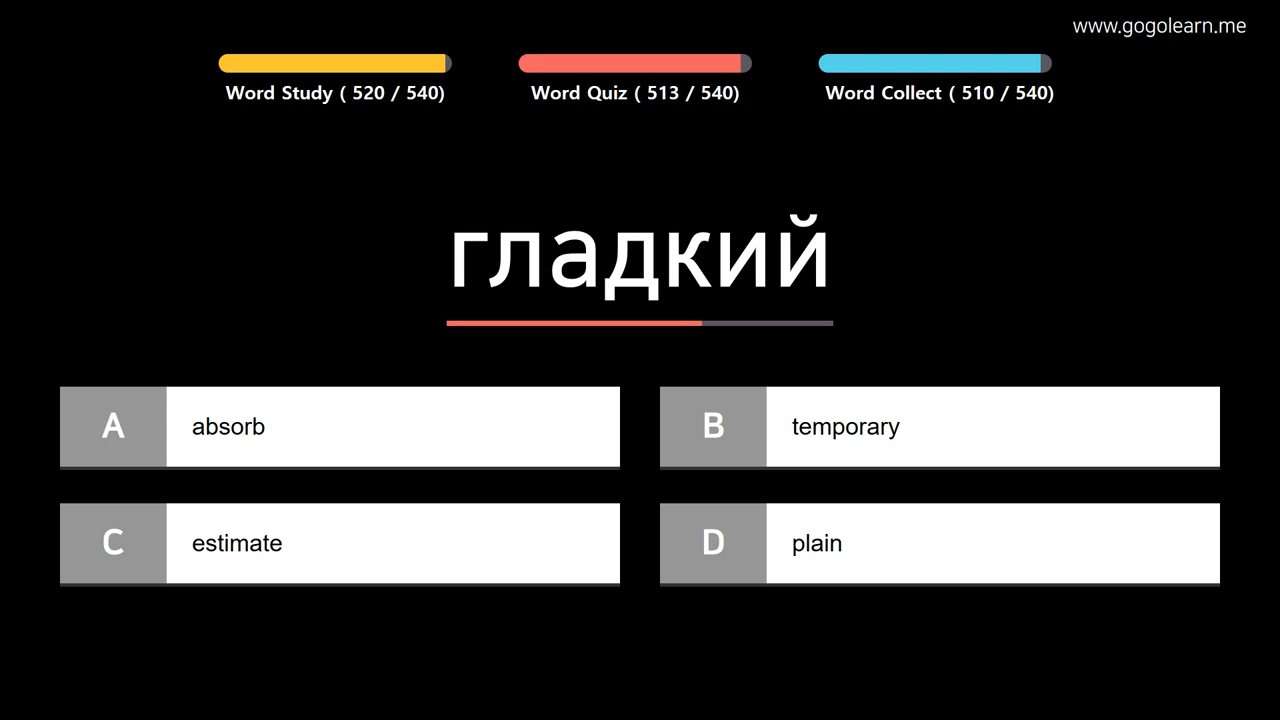 www.gogolearn.me
Word Study ( 520 / 540)
Word Quiz ( 513 / 540)
Word Collect ( 510 / 540)
гладкий
A absorb
B temporary
C estimate
D plain